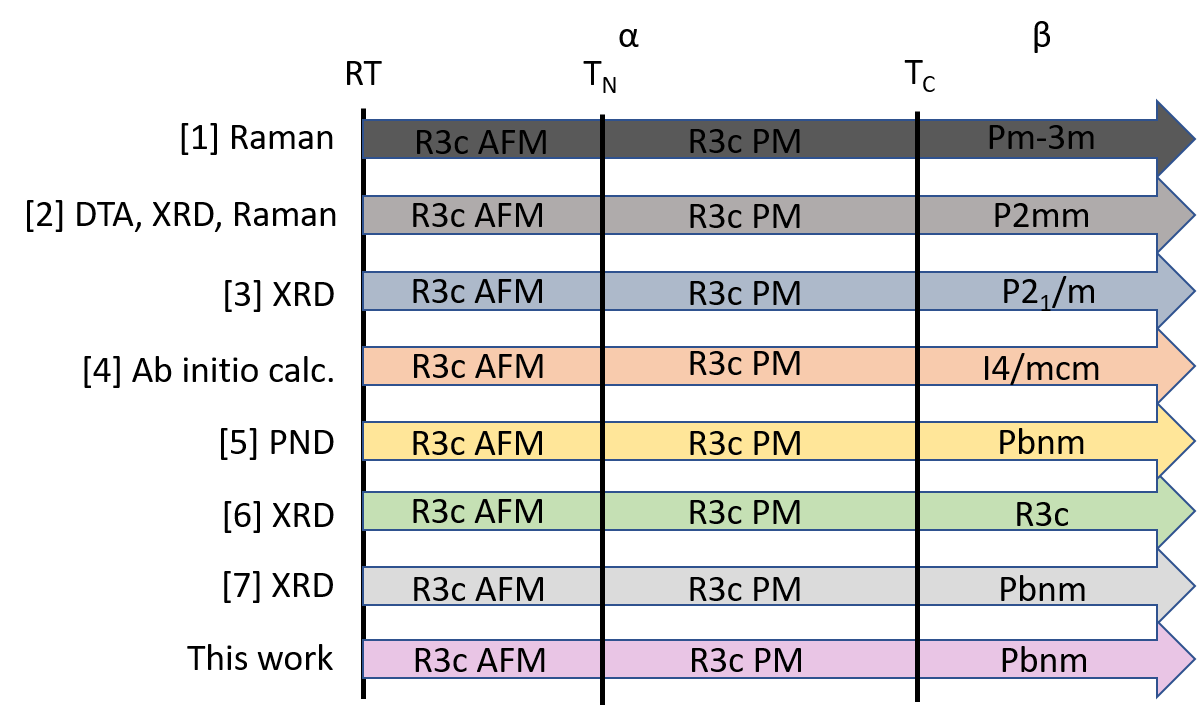 α β
RT T_N T_C
[1] Raman R3c AFM R3c PM Pm-3m
[2] DTA, XRD, Raman R3c AFM R3c PM P2mm
[3] XRD R3c AFM R3c PM P2₁/m
[4] Ab initio calc. R3c AFM R3c PM I4/mcm
[5] PND R3c AFM R3c PM Pbnm
[6] XRD R3c AFM R3c PM R3c
[7] XRD R3c AFM R3c PM Pbnm
This work R3c AFM R3c PM Pbnm